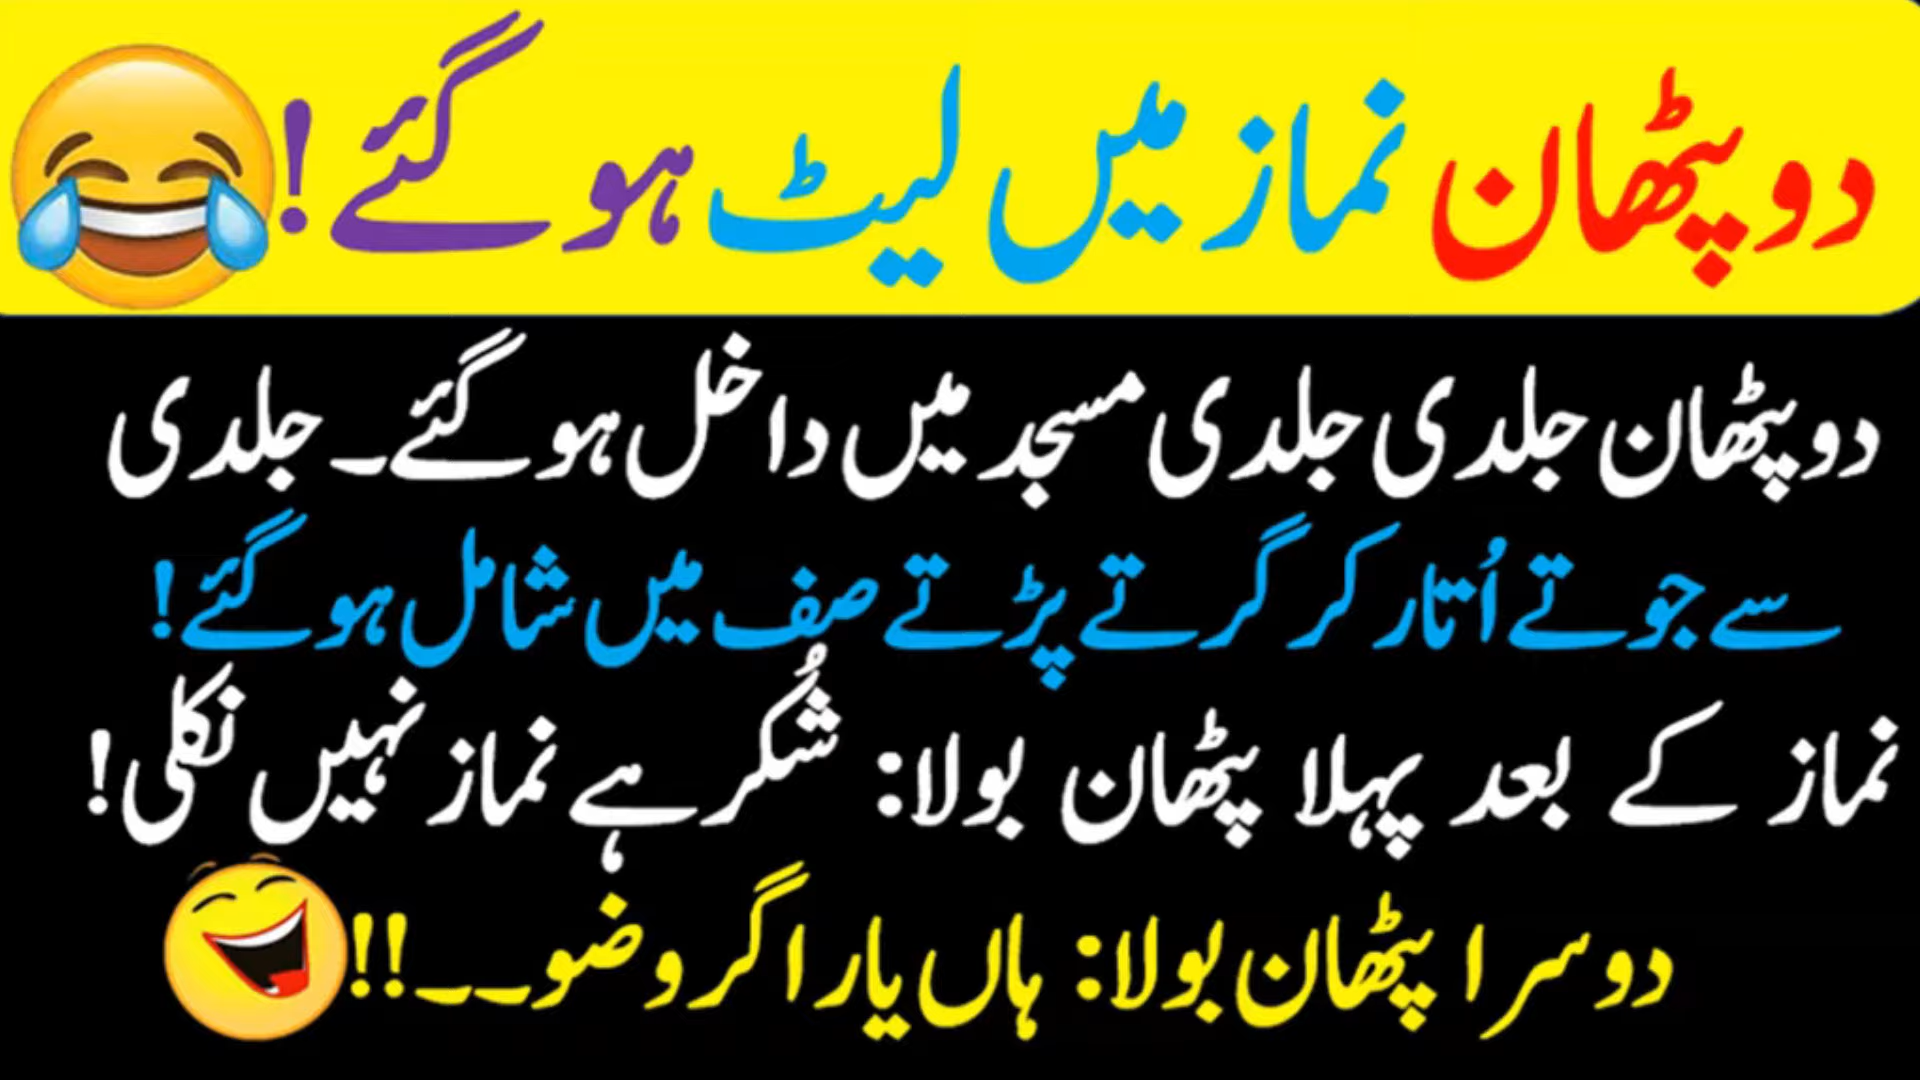 دو پٹھان نماز میں لیٹ ہو گئے!
دو پٹھان جلدی جلدی مسجد میں داخل ہو گئے۔ جلدی
سے جوتے اُتار کر گرتے پڑتے صف میں شامل ہو گئے!
نماز کے بعد پہلا پٹھان بولا: شُکر ہے نماز نہیں نکلی!
دوسرا پٹھان بولا: ہاں یار اگر وضو۔۔۔!!